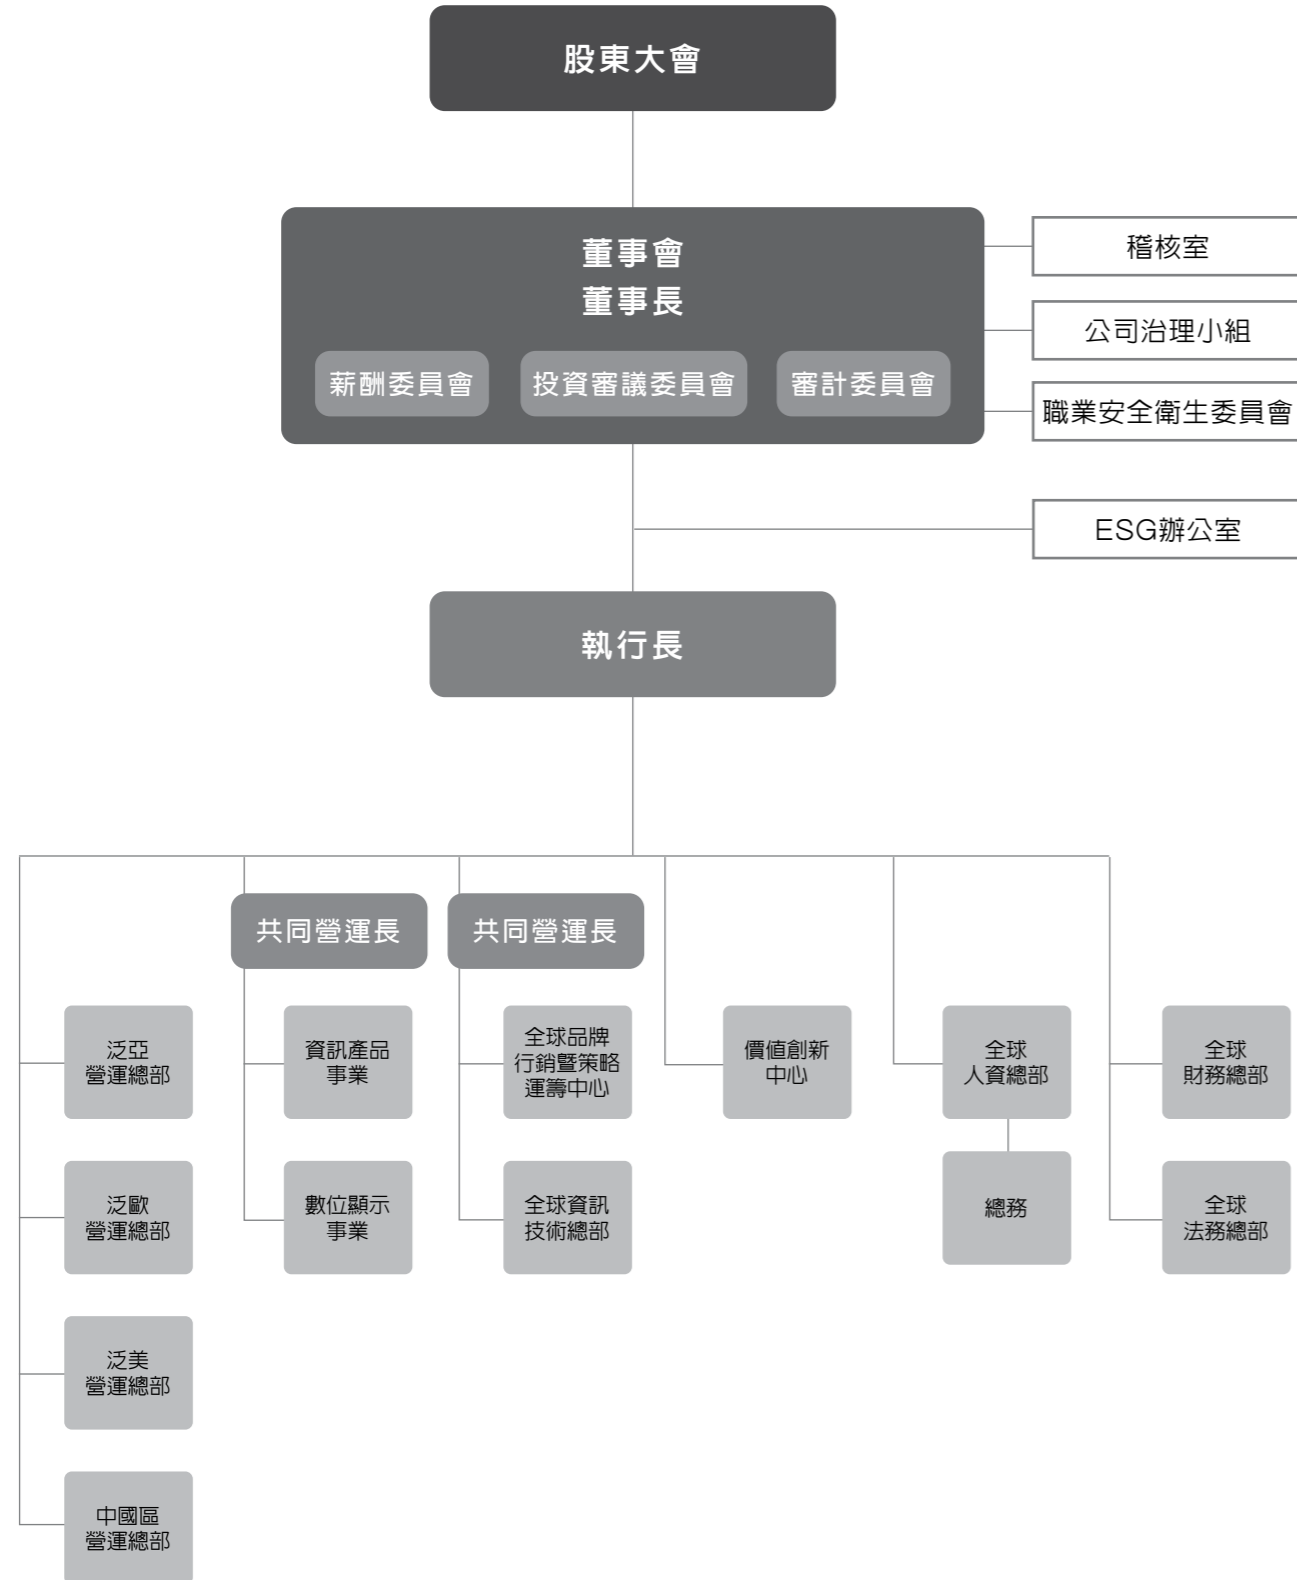 股東大會
董事會
董事長
薪酬委員會
投資審議委員會
審計委員會
稽核室
公司治理小組
職業安全衛生委員會
ESG辦公室
執行長
共同營運長
共同營運長
泛亞
營運總部
資訊產品
事業
全球品牌
行銷暨策略
運籌中心
價值創新
中心
全球
人資總部
全球
財務總部
泛歐
營運總部
數位顯示
事業
全球資訊
技術總部
總務
全球
法務總部
泛美
營運總部
中國區
營運總部